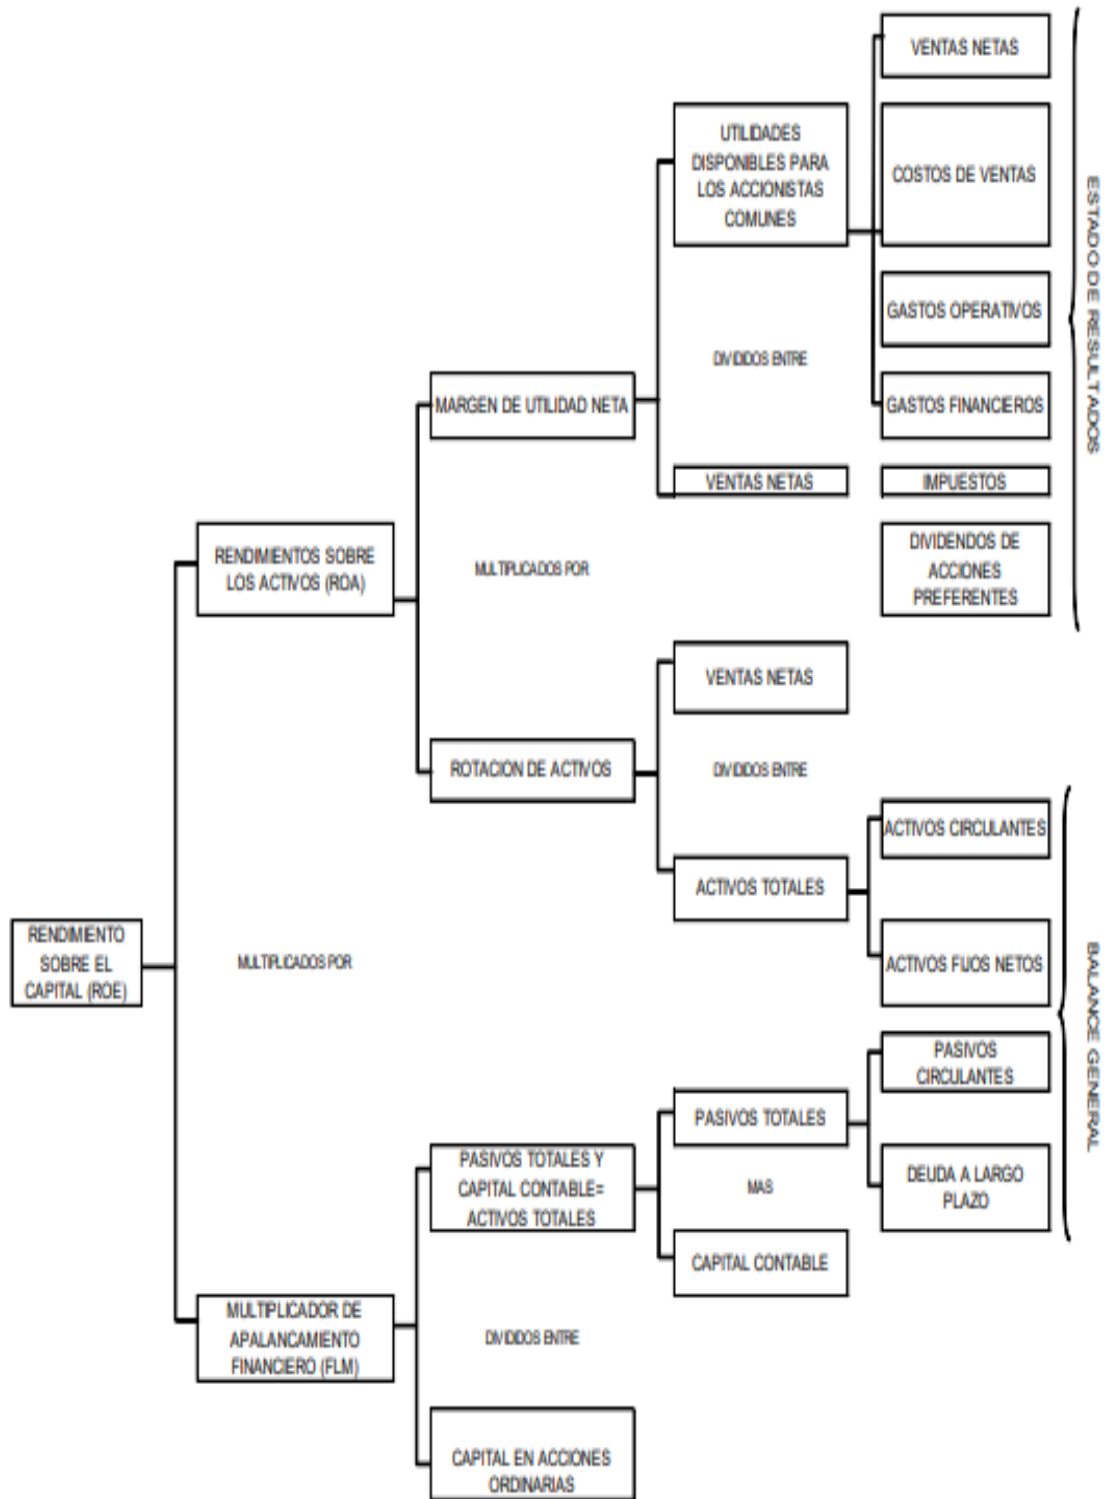 VENTAS NETAS
UTILIDADES
DISPONIBLES PARA
LOS ACCIONISTAS
COMUNES
COSTOS DE VENTAS
GASTOS OPERATIVOS
DIVIDIDOS ENTRE
MARGEN DE UTILIDAD NETA
GASTOS FINANCIEROS
VENTAS NETAS
IMPUESTOS
ESTADO DE RESULTADOS
RENDIMIENTOS SOBRE
LOS ACTIVOS (ROA)
MULTIPLICADOS POR
DIVIDENDOS DE
ACCIONES
PREFERENTES
VENTAS NETAS
ROTACION DE ACTIVOS
DIVIDIDOS ENTRE
ACTIVOS CIRCULANTES
ACTIVOS TOTALES
RENDIMIENTO
SOBRE EL
CAPITAL (ROE)
MULTIPLICADOS POR
ACTIVOS FIJOS NETOS
BALANCE GENERAL
PASIVOS
CIRCULANTES
PASIVOS TOTALES
PASIVOS TOTALES Y
CAPITAL CONTABLE=
ACTIVOS TOTALES
MAS
DEUDA A LARGO
PLAZO
CAPITAL CONTABLE
MULTIPLICADOR DE
APALANCAMIENTO
FINANCIERO (FLM)
DIVIDIDOS ENTRE
CAPITAL EN ACCIONES
ORDINARIAS